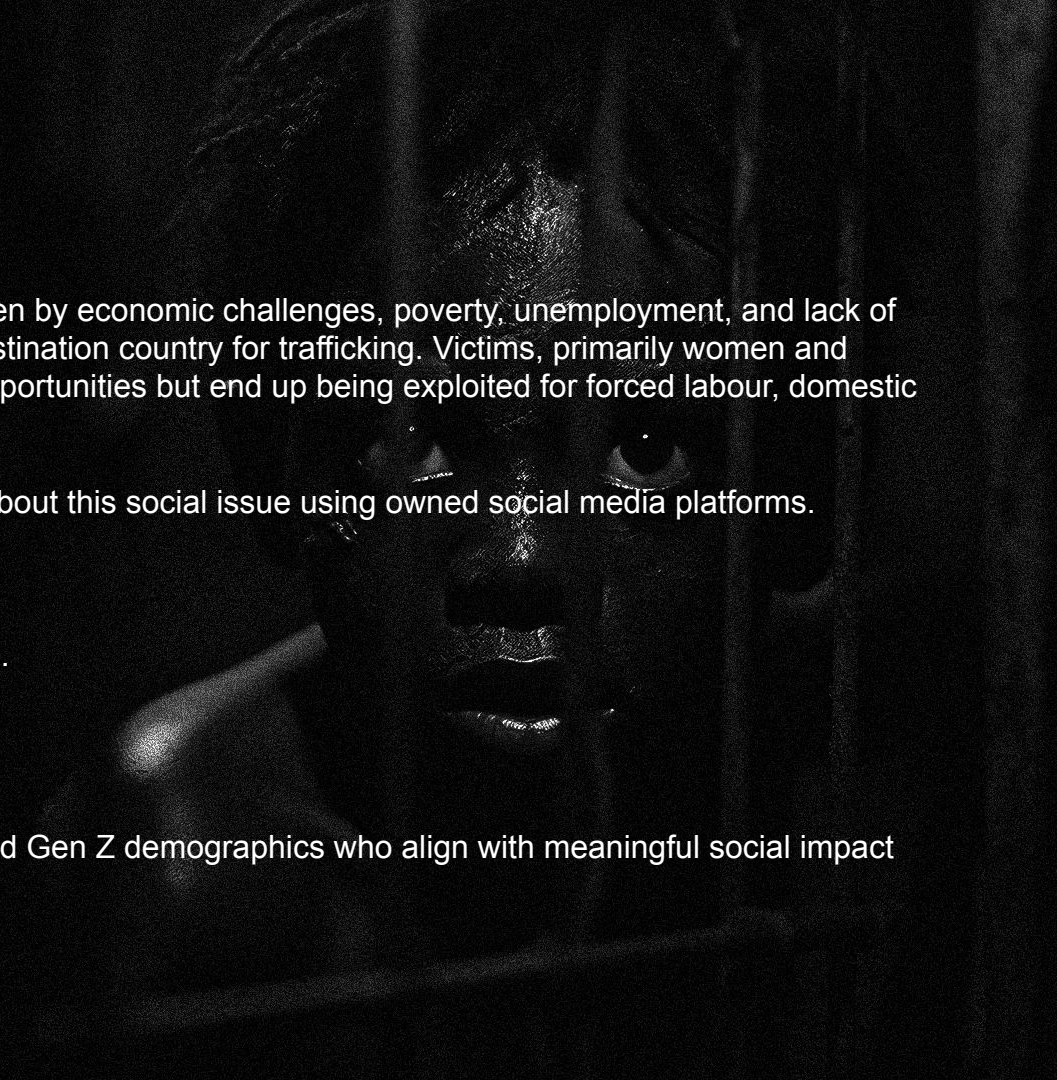 en by economic challenges, poverty, unemployment, and lack of
stination country for trafficking. Victims, primarily women and
portunities but end up being exploited for forced labour, domestic
bout this social issue using owned social media platforms.
.
d Gen Z demographics who align with meaningful social impact